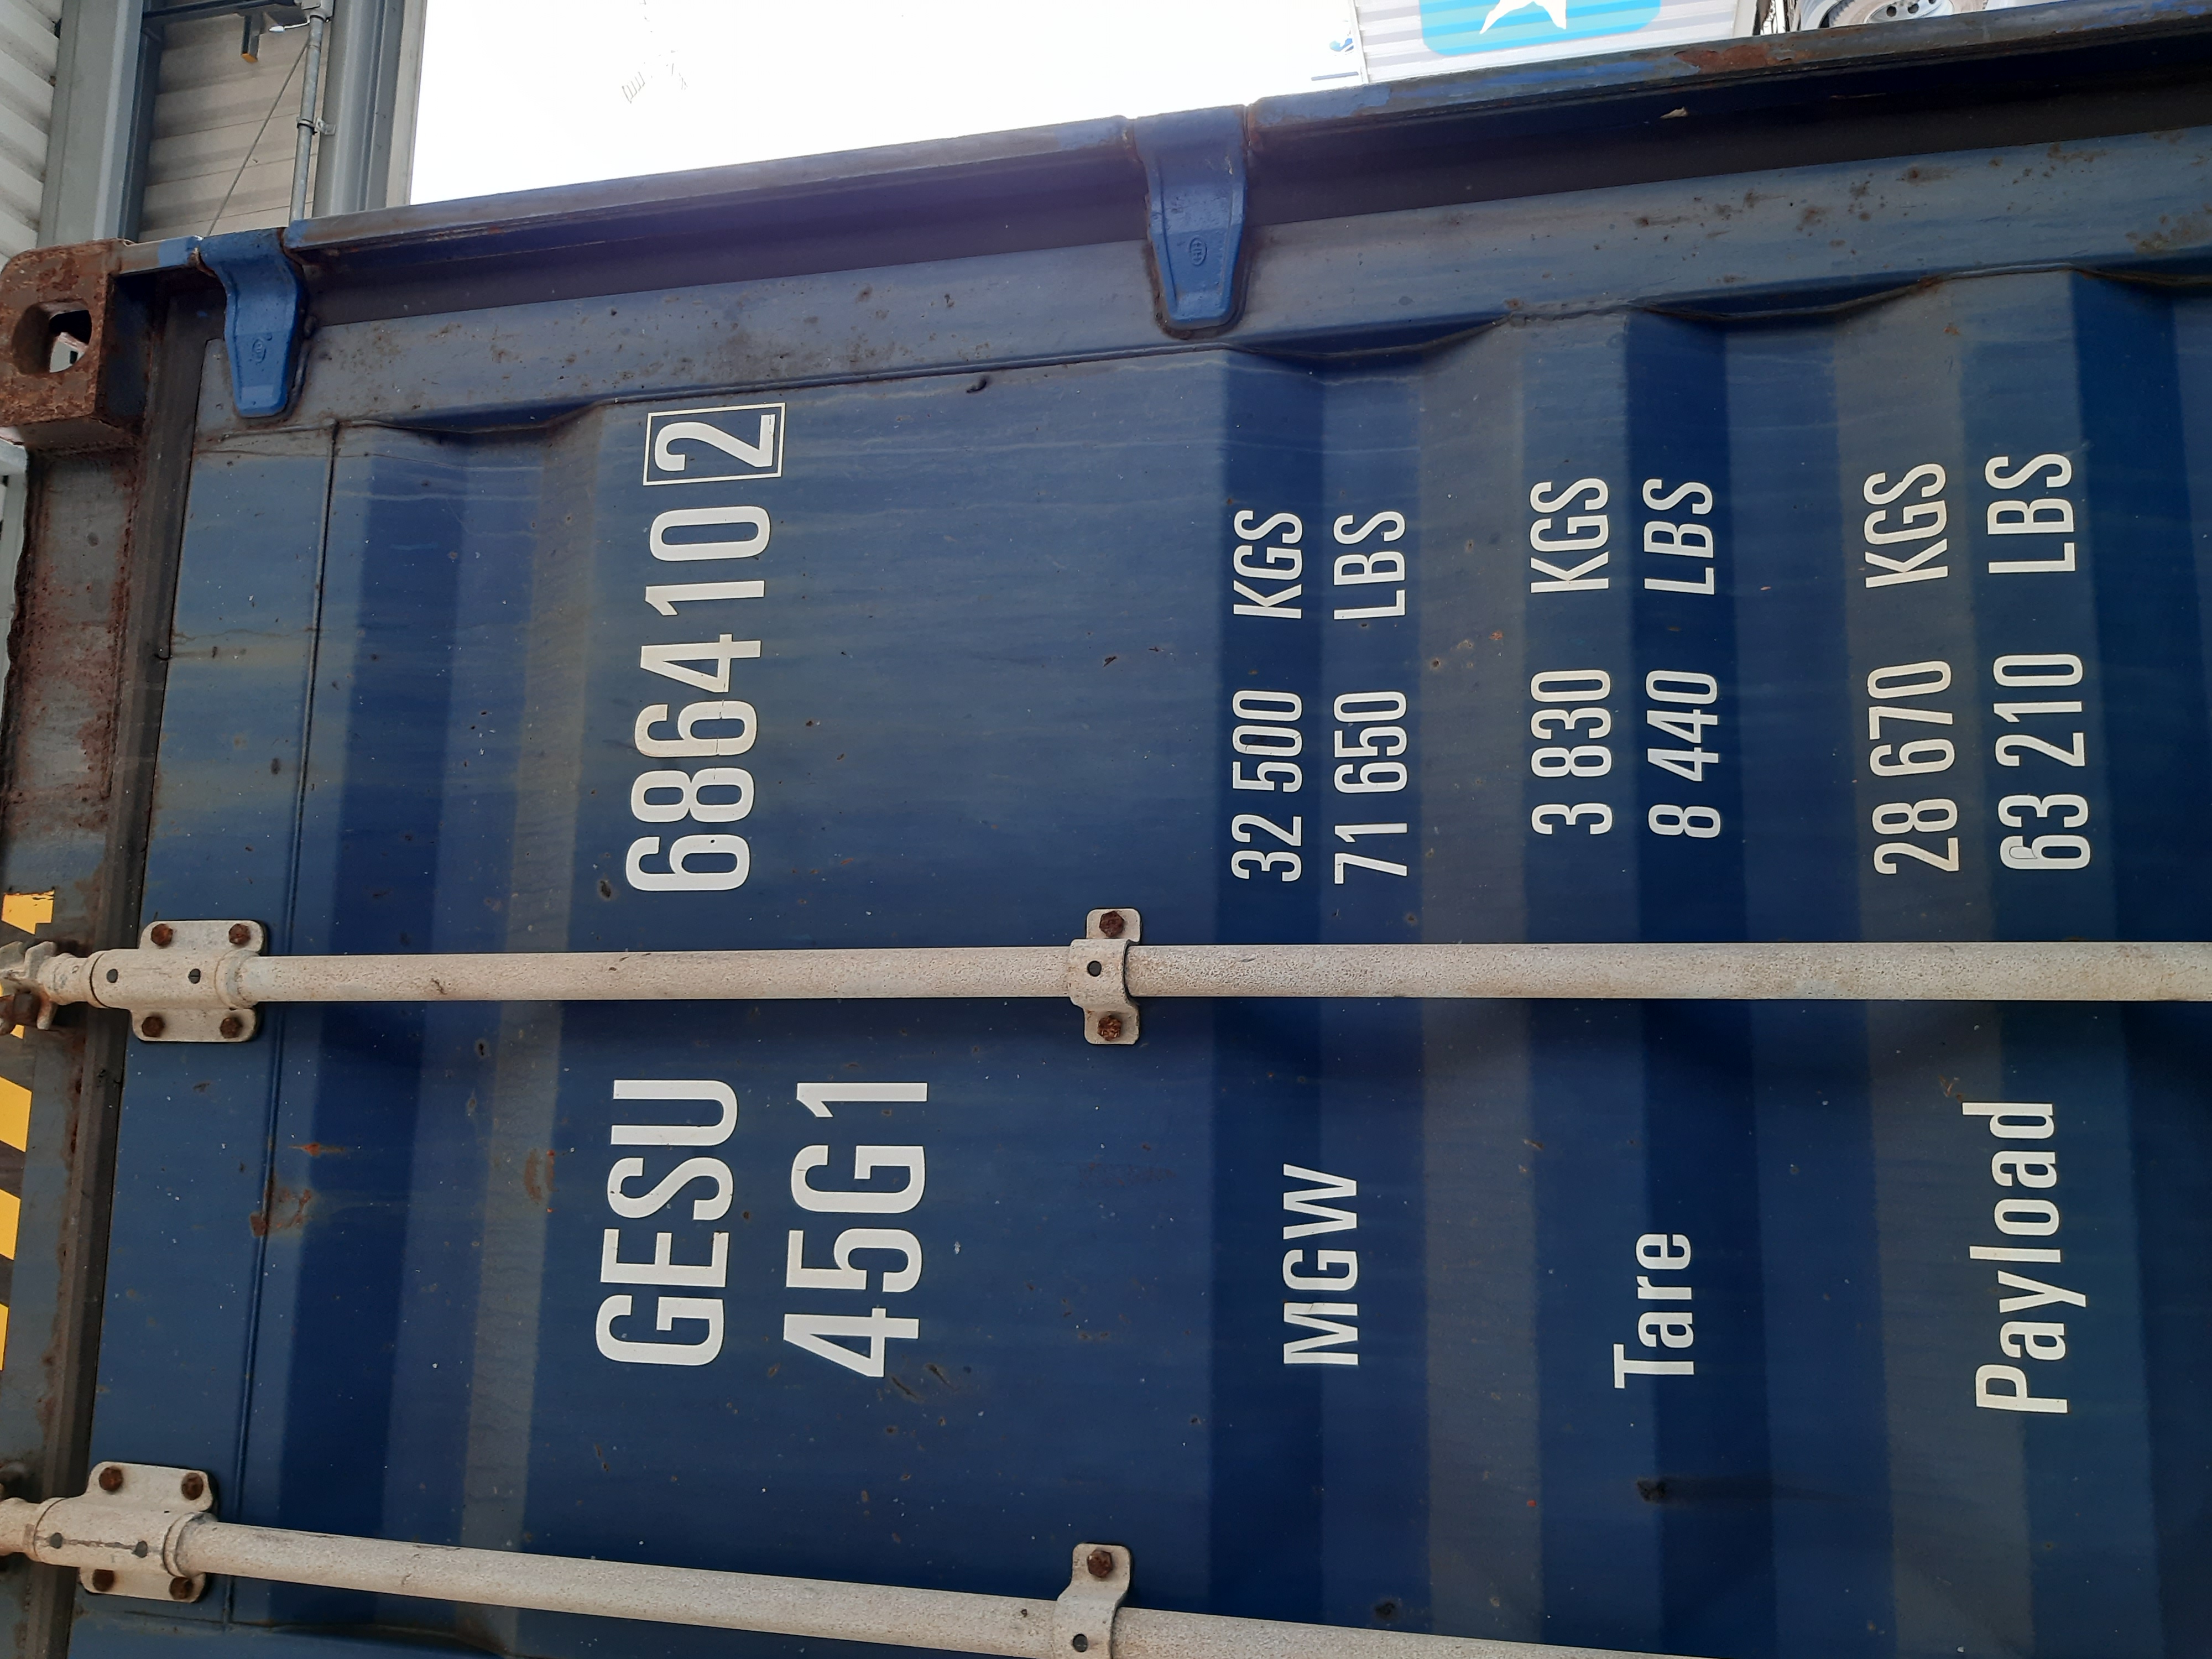 GESU 686410 2
45G1
MGW 32 500 KGS
71 650 LBS
Tare 3 830 KGS
8 440 LBS
Payload 28 670 KGS
63 210 LBS